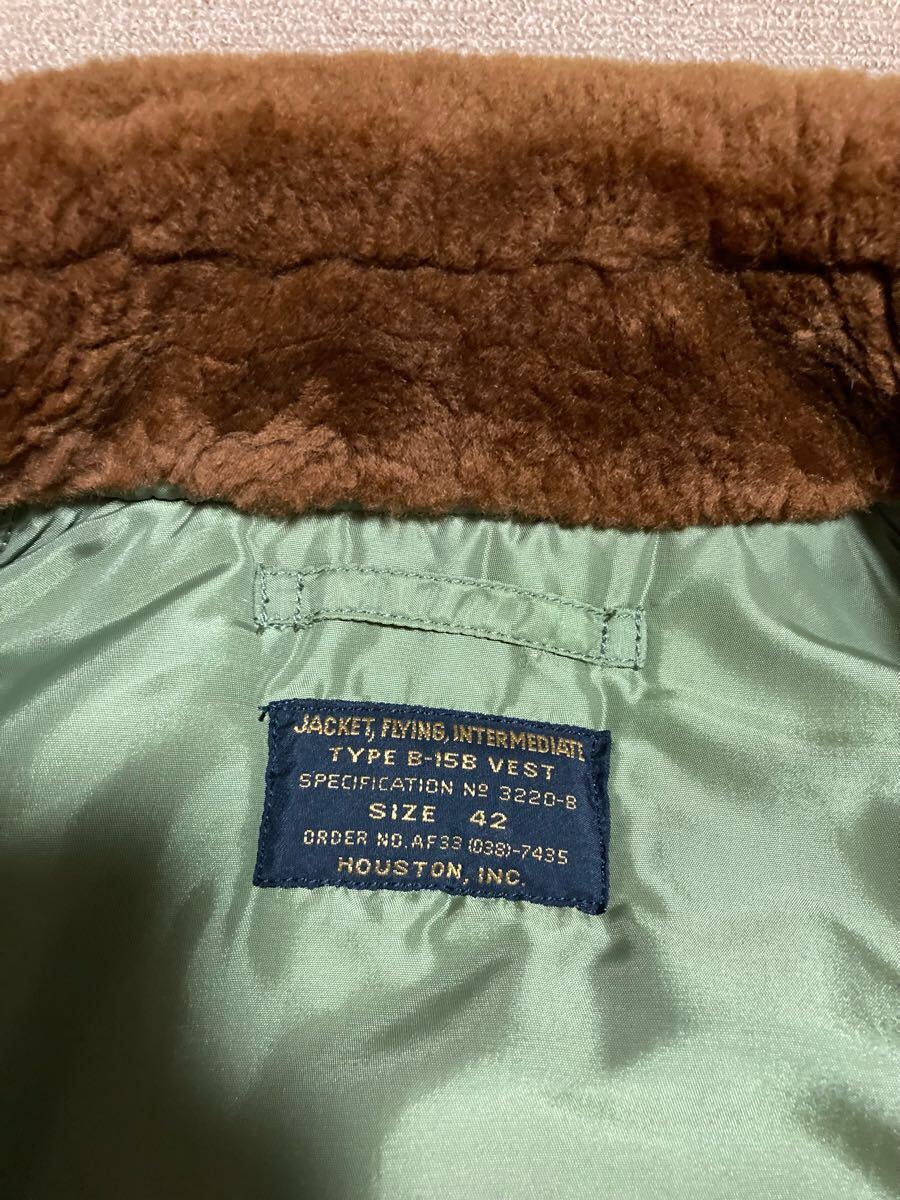 JACKET, FLYING, INTERMEDIATE
TYPE B-15B VEST
SPECIFICATION Nº 3220-B
SIZE 42
ORDER NO. AF33 (038)-7435
HOUSTON, INC.